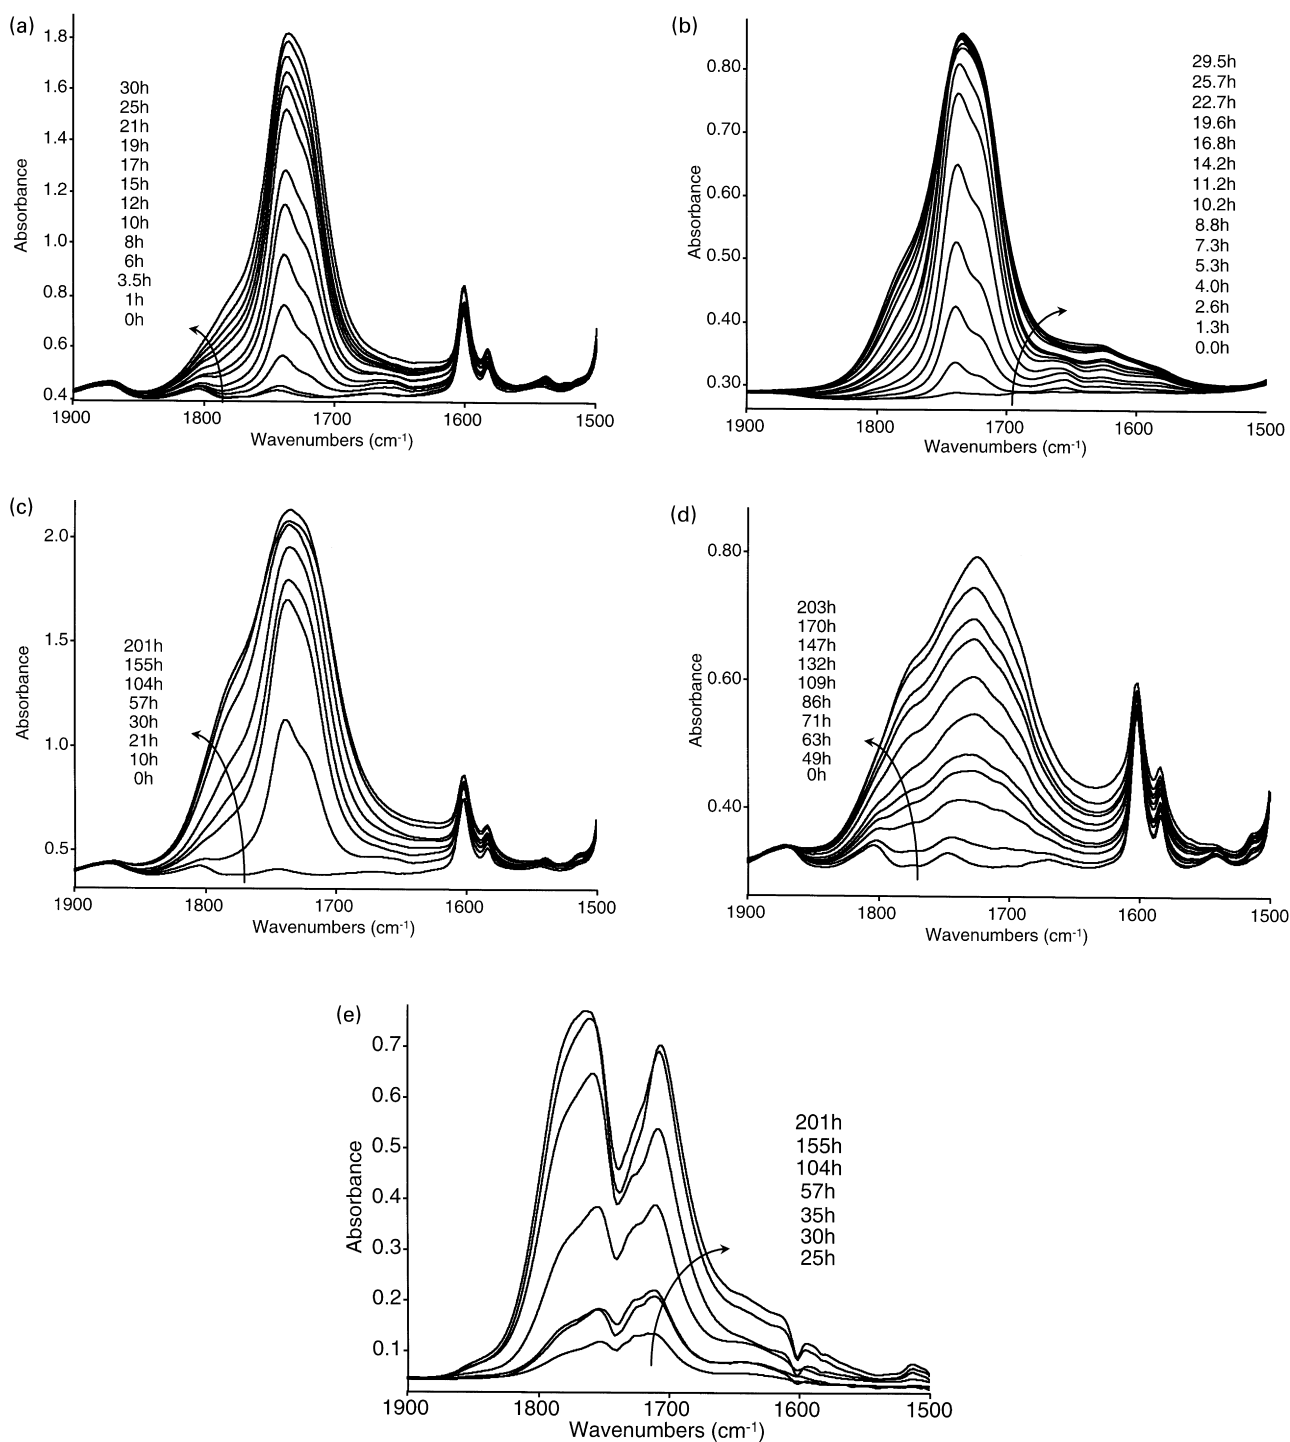 (a)
1.8
1.6
1.4
1.2
1.0
0.8
0.6
0.4
Absorbance
30h
25h
21h
19h
17h
15h
12h
10h
8h
6h
3.5h
1h
0h
1900 1800 1700 1600 1500
Wavenumbers (cm⁻¹)
(b)
0.80
0.70
0.60
0.50
0.40
0.30
Absorbance
29.5h
25.7h
22.7h
19.6h
16.8h
14.2h
11.2h
10.2h
8.8h
7.3h
5.3h
4.0h
2.6h
1.3h
0.0h
1900 1800 1700 1600 1500
Wavenumbers (cm⁻¹)
(c)
2.0
1.5
1.0
0.5
Absorbance
201h
155h
104h
57h
30h
21h
10h
0h
1900 1800 1700 1600 1500
Wavenumbers (cm⁻¹)
(d)
0.80
0.60
0.40
Absorbance
203h
170h
147h
132h
109h
86h
71h
63h
49h
0h
1900 1800 1700 1600 1500
Wavenumbers (cm⁻¹)
(e)
0.7
0.6
0.5
0.4
0.3
0.2
0.1
Absorbance
201h
155h
104h
57h
35h
30h
25h
1900 1800 1700 1600 1500
Wavenumbers (cm⁻¹)